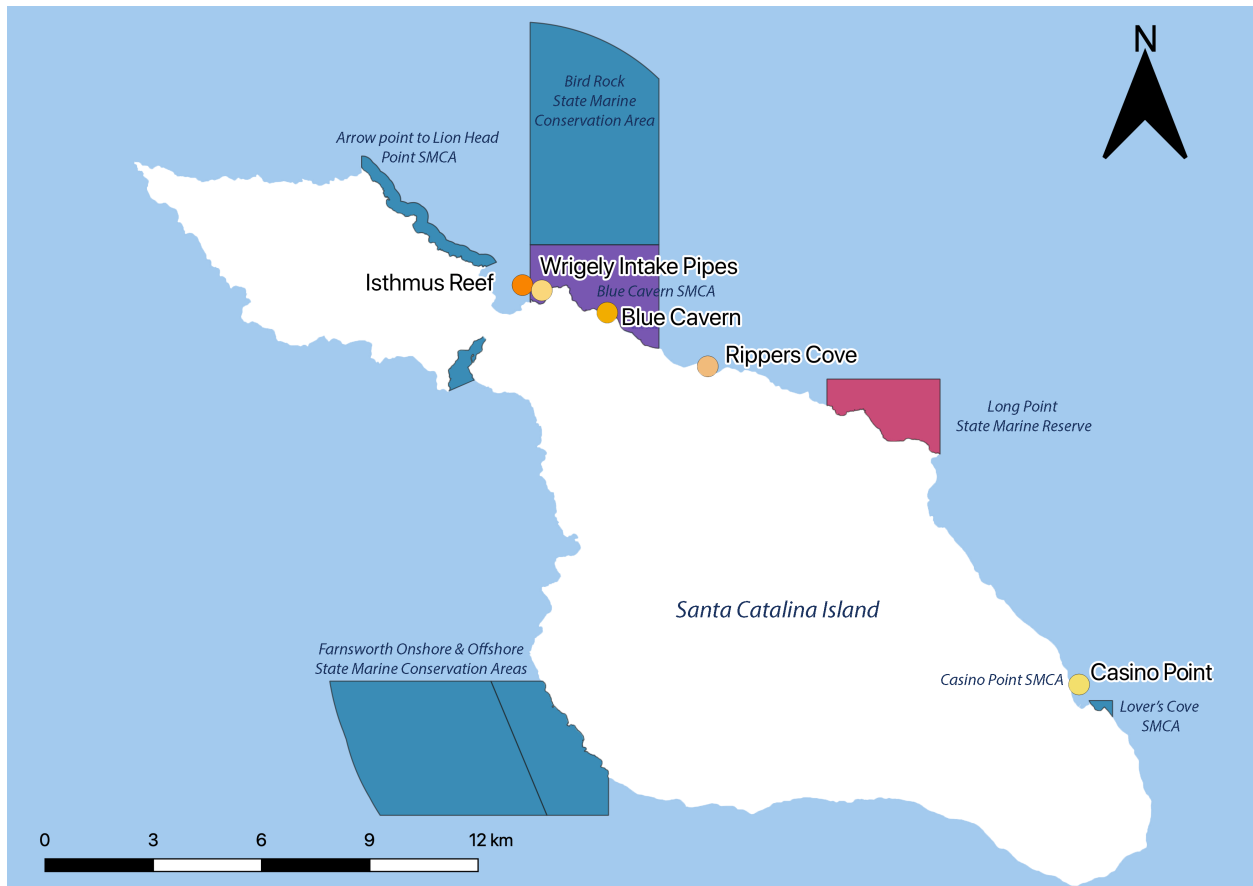 N
Bird Rock
State Marine
Conservation Area
Arrow point to Lion Head
Point SMCA
Wrigely Intake Pipes
Isthmus Reef
Blue Cavern SMCA
Blue Cavern
Rippers Cove
Long Point
State Marine Reserve
Santa Catalina Island
Farnsworth Onshore & Offshore
State Marine Conservation Areas
Casino Point SMCA
Casino Point
Lover's Cove
SMCA
0 3 6 9 12 km